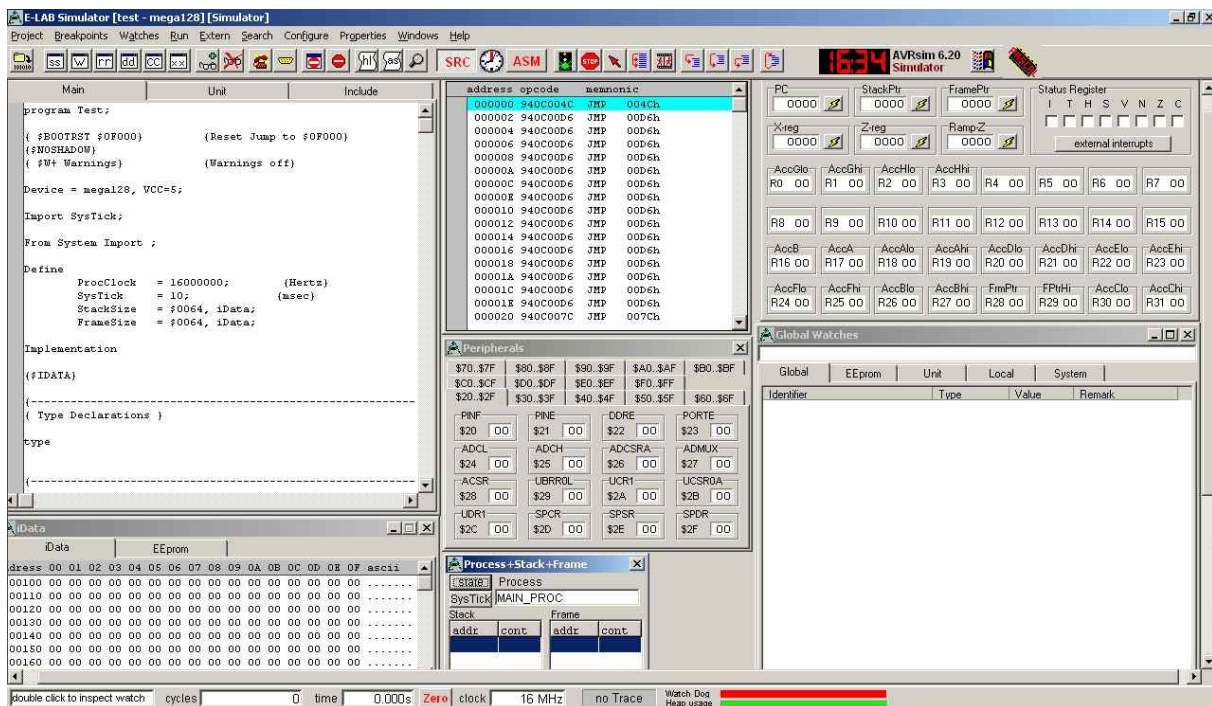 E-LAB Simulator [test - mega128] [Simulator]
Project Breakpoints Watches Run Extern Search Configure Properties Windows Help
ss W rr dd CC xx hl as SRC ASM STOP 1634 AVRsim 6.20
Simulator
Main Unit Include
program Test;
{ $BOOTRST $0F000} {Reset Jump to $0F000}
{$NOSHADOW}
{ $W+ Warnings} {Warnings off}
Device = mega128, VCC=5;
Import SysTick;
From System Import ;
Define
ProcClock = 16000000; {Hertz}
SysTick = 10; {msec}
StackSize = $0064, iData;
FrameSize = $0064, iData;
Implementation
{$IDATA}
{--------------------------------------------------
{ Type Declarations }
type
{--------------------------------------------------
address opcode memnonic
000000 940C004C JMP 004Ch
000002 940C00D6 JMP 00D6h
000004 940C00D6 JMP 00D6h
000006 940C00D6 JMP 00D6h
000008 940C00D6 JMP 00D6h
00000A 940C00D6 JMP 00D6h
00000C 940C00D6 JMP 00D6h
00000E 940C00D6 JMP 00D6h
000010 940C00D6 JMP 00D6h
000012 940C00D6 JMP 00D6h
000014 940C00D6 JMP 00D6h
000016 940C00D6 JMP 00D6h
000018 940C00D6 JMP 00D6h
00001A 940C00D6 JMP 00D6h
00001C 940C00D6 JMP 00D6h
00001E 940C00D6 JMP 00D6h
000020 940C007C JMP 007Ch
PC StackPtr FramePtr Status Register
0000 0000 0000 I T H S V N Z C
X-reg Z-reg Ramp-Z
0000 0000 0000 external interrupts
AccGlo AccGhi AccHlo AccHhi
R0 00 R1 00 R2 00 R3 00 R4 00 R5 00 R6 00 R7 00
R8 00 R9 00 R10 00 R11 00 R12 00 R13 00 R14 00 R15 00
AccB AccA AccAlo AccAhi AccDlo AccDhi AccElo AccEhi
R16 00 R17 00 R18 00 R19 00 R20 00 R21 00 R22 00 R23 00
AccFlo AccFhi AccBlo AccBhi FrmPtr FPtrHi AccClo AccChi
R24 00 R25 00 R26 00 R27 00 R28 00 R29 00 R30 00 R31 00
Peripherals
$70..$7F $80..$8F $90..$9F $A0..$AF $B0..$BF
$C0..$CF $D0..$DF $E0..$EF $F0..$FF
$20..$2F $30..$3F $40..$4F $50..$5F $60..$6F
PINF PINE DDRE PORTE
$20 00 $21 00 $22 00 $23 00
ADCL ADCH ADCSRA ADMUX
$24 00 $25 00 $26 00 $27 00
ACSR UBRR0L UCR1 UCSR0A
$28 00 $29 00 $2A 00 $2B 00
UDR1 SPCR SPSR SPDR
$2C 00 $2D 00 $2E 00 $2F 00
Global Watches
Global EEprom Unit Local System
Identifier Type Value Remark
iData
iData EEprom
dress 00 01 02 03 04 05 06 07 08 09 0A 0B 0C 0D 0E 0F ascii
00100 00 00 00 00 00 00 00 00 00 00 00 00 00 00 00 00 .......
00110 00 00 00 00 00 00 00 00 00 00 00 00 00 00 00 00 .......
00120 00 00 00 00 00 00 00 00 00 00 00 00 00 00 00 00 .......
00130 00 00 00 00 00 00 00 00 00 00 00 00 00 00 00 00 .......
00140 00 00 00 00 00 00 00 00 00 00 00 00 00 00 00 00 .......
00150 00 00 00 00 00 00 00 00 00 00 00 00 00 00 00 00 .......
00160 00 00 00 00 00 00 00 00 00 00 00 00 00 00 00 00 .......
Process+Stack+Frame
state Process
SysTick MAIN_PROC
Stack Frame
addr cont addr cont
double click to inspect watch cycles 0 time 0.000s Zero clock 16 MHz no Trace Watch Dog
Heap usage